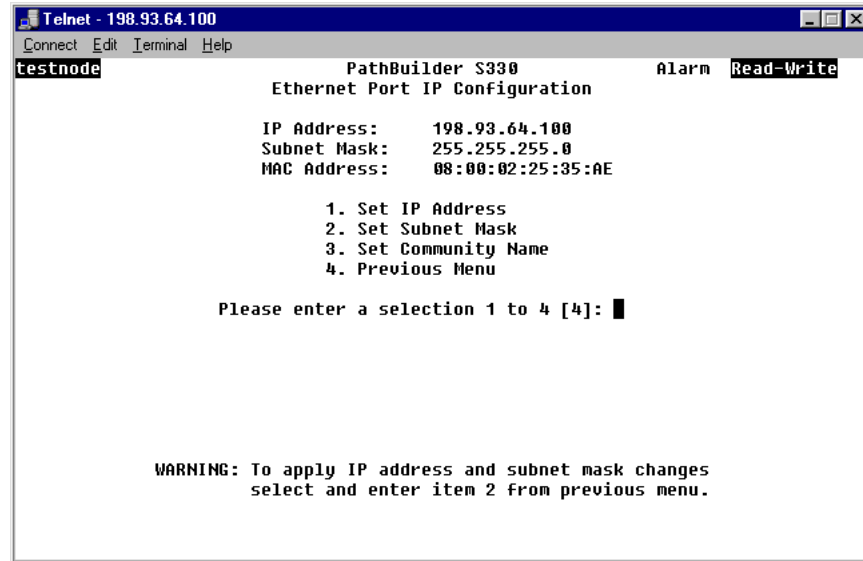 Telnet - 198.93.64.100
Connect Edit Terminal Help
testnode PathBuilder S330 Alarm Read-Write
Ethernet Port IP Configuration
IP Address: 198.93.64.100
Subnet Mask: 255.255.255.0
MAC Address: 08:00:02:25:35:AE
1. Set IP Address
2. Set Subnet Mask
3. Set Community Name
4. Previous Menu
Please enter a selection 1 to 4 [4]:
WARNING: To apply IP address and subnet mask changes
select and enter item 2 from previous menu.